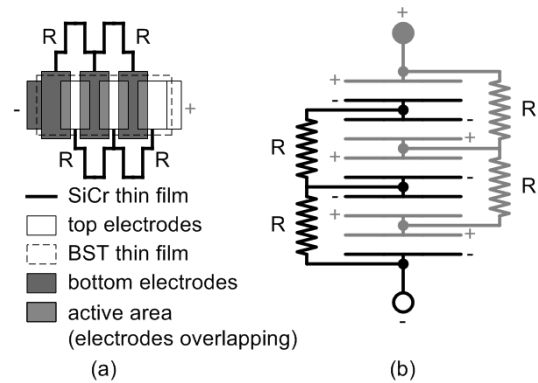 R
R
-
+
R
R
SiCr thin film
top electrodes
BST thin film
bottom electrodes
active area
(electrodes overlapping)
(a)
+
+
-
-
R
R
+
+
-
-
R
R
+
+
-
-
(b)